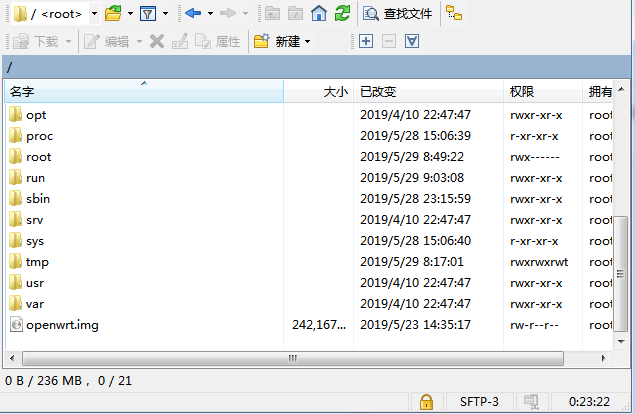 / <root> 查找文件
下载 编辑 属性 新建
/
名字 大小 已改变 权限 拥有
opt 2019/4/10 22:47:47 rwxr-xr-x root
proc 2019/5/28 15:06:39 r-xr-xr-x root
root 2019/5/29 8:49:22 rwx------ root
run 2019/5/29 9:03:08 rwxr-xr-x root
sbin 2019/5/28 23:15:59 rwxr-xr-x root
srv 2019/4/10 22:47:47 rwxr-xr-x root
sys 2019/5/28 15:06:40 r-xr-xr-x root
tmp 2019/5/29 8:17:01 rwxrwxrwt root
usr 2019/4/10 22:47:47 rwxr-xr-x root
var 2019/4/10 22:47:47 rwxr-xr-x root
openwrt.img 242,167... 2019/5/23 14:35:17 rw-r--r-- root
0 B / 236 MB， 0 / 21
SFTP-3 0:23:22